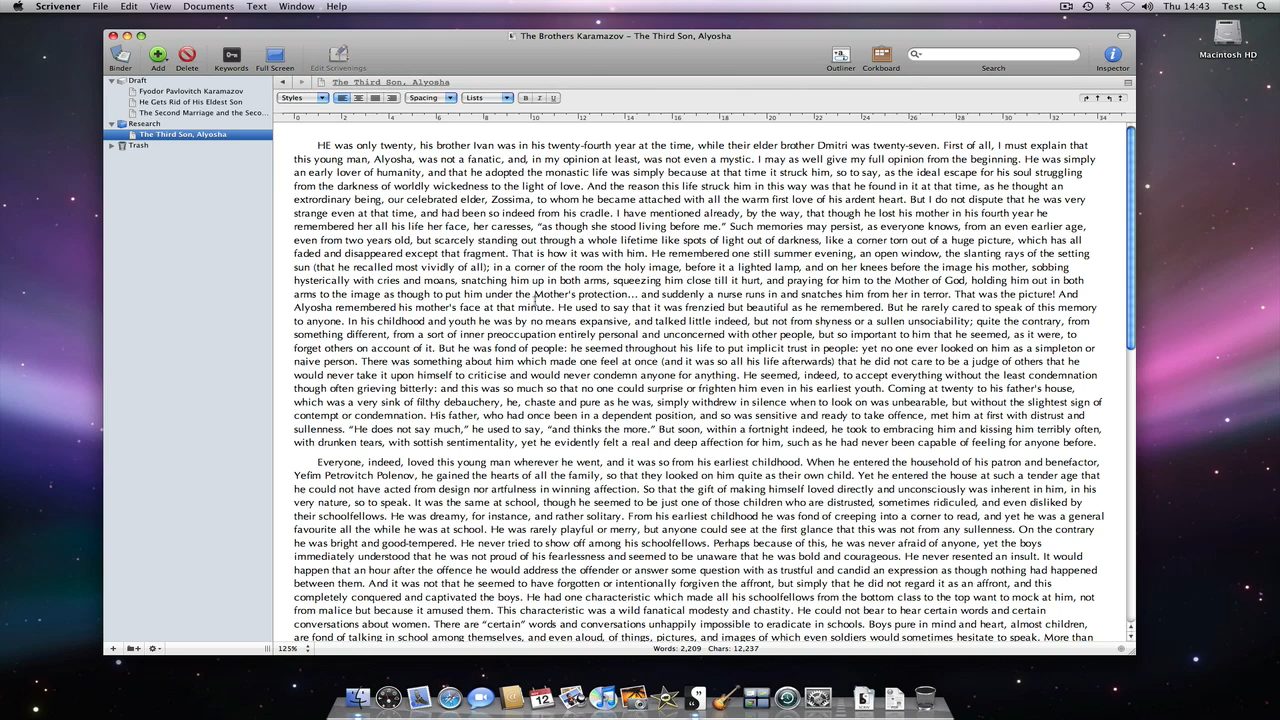 Scrivener File Edit View Documents Text Window Help Thu 14:43 Test
The Brothers Karamazov – The Third Son, Alyosha
Binder Add Delete Keywords Full Screen Edit Scrivenings Outliner Corkboard Search Inspector
Macintosh HD
Draft
Fyodor Pavlovitch Karamazov
He Gets Rid of His Eldest Son
The Second Marriage and the Seco...
Research
The Third Son, Alyosha
Trash
The Third Son, Alyosha
Styles Spacing Lists B I U
0 2 4 6 8 10 12 14 16 18 20 22 24 26 28 30 32 34
HE was only twenty, his brother Ivan was in his twenty-fourth year at the time, while their elder brother Dmitri was twenty-seven. First of all, I must explain that
this young man, Alyosha, was not a fanatic, and, in my opinion at least, was not even a mystic. I may as well give my full opinion from the beginning. He was simply
an early lover of humanity, and that he adopted the monastic life was simply because at that time it struck him, so to say, as the ideal escape for his soul struggling
from the darkness of worldly wickedness to the light of love. And the reason this life struck him in this way was that he found in it at that time, as he thought an
extrordinary being, our celebrated elder, Zossima, to whom he became attached with all the warm first love of his ardent heart. But I do not dispute that he was very
strange even at that time, and had been so indeed from his cradle. I have mentioned already, by the way, that though he lost his mother in his fourth year he
remembered her all his life her face, her caresses, “as though she stood living before me.” Such memories may persist, as everyone knows, from an even earlier age,
even from two years old, but scarcely standing out through a whole lifetime like spots of light out of darkness, like a corner torn out of a huge picture, which has all
faded and disappeared except that fragment. That is how it was with him. He remembered one still summer evening, an open window, the slanting rays of the setting
sun (that he recalled most vividly of all); in a corner of the room the holy image, before it a lighted lamp, and on her knees before the image his mother, sobbing
hysterically with cries and moans, snatching him up in both arms, squeezing him close till it hurt, and praying for him to the Mother of God, holding him out in both
arms to the image as though to put him under the Mother's protection... and suddenly a nurse runs in and snatches him from her in terror. That was the picture! And
Alyosha remembered his mother's face at that minute. He used to say that it was frenzied but beautiful as he remembered. But he rarely cared to speak of this memory
to anyone. In his childhood and youth he was by no means expansive, and talked little indeed, but not from shyness or a sullen unsociability; quite the contrary, from
something different, from a sort of inner preoccupation entirely personal and unconcerned with other people, but so important to him that he seemed, as it were, to
forget others on account of it. But he was fond of people: he seemed throughout his life to put implicit trust in people: yet no one ever looked on him as a simpleton or
naive person. There was something about him which made one feel at once (and it was so all his life afterwards) that he did not care to be a judge of others that he
would never take it upon himself to criticise and would never condemn anyone for anything. He seemed, indeed, to accept everything without the least condemnation
though often grieving bitterly: and this was so much so that no one could surprise or frighten him even in his earliest youth. Coming at twenty to his father's house,
which was a very sink of filthy debauchery, he, chaste and pure as he was, simply withdrew in silence when to look on was unbearable, but without the slightest sign of
contempt or condemnation. His father, who had once been in a dependent position, and so was sensitive and ready to take offence, met him at first with distrust and
sullenness. “He does not say much,” he used to say, “and thinks the more.” But soon, within a fortnight indeed, he took to embracing him and kissing him terribly often,
with drunken tears, with sottish sentimentality, yet he evidently felt a real and deep affection for him, such as he had never been capable of feeling for anyone before.
Everyone, indeed, loved this young man wherever he went, and it was so from his earliest childhood. When he entered the household of his patron and benefactor,
Yefim Petrovitch Polenov, he gained the hearts of all the family, so that they looked on him quite as their own child. Yet he entered the house at such a tender age that
he could not have acted from design nor artfulness in winning affection. So that the gift of making himself loved directly and unconsciously was inherent in him, in his
very nature, so to speak. It was the same at school, though he seemed to be just one of those children who are distrusted, sometimes ridiculed, and even disliked by
their schoolfellows. He was dreamy, for instance, and rather solitary. From his earliest childhood he was fond of creeping into a corner to read, and yet he was a general
favourite all the while he was at school. He was rarely playful or merry, but anyone could see at the first glance that this was not from any sullenness. On the contrary
he was bright and good-tempered. He never tried to show off among his schoolfellows. Perhaps because of this, he was never afraid of anyone, yet the boys
immediately understood that he was not proud of his fearlessness and seemed to be unaware that he was bold and courageous. He never resented an insult. It would
happen that an hour after the offence he would address the offender or answer some question with as trustful and candid an expression as though nothing had happened
between them. And it was not that he seemed to have forgotten or intentionally forgiven the affront, but simply that he did not regard it as an affront, and this
completely conquered and captivated the boys. He had one characteristic which made all his schoolfellows from the bottom class to the top want to mock at him, not
from malice but because it amused them. This characteristic was a wild fanatical modesty and chastity. He could not bear to hear certain words and certain
conversations about women. There are “certain” words and conversations unhappily impossible to eradicate in schools. Boys pure in mind and heart, almost children,
are fond of talking in school among themselves, and even aloud, of things, pictures, and images of which even soldiers would sometimes hesitate to speak. More than
125% Words: 2,209 Chars: 12,237
12